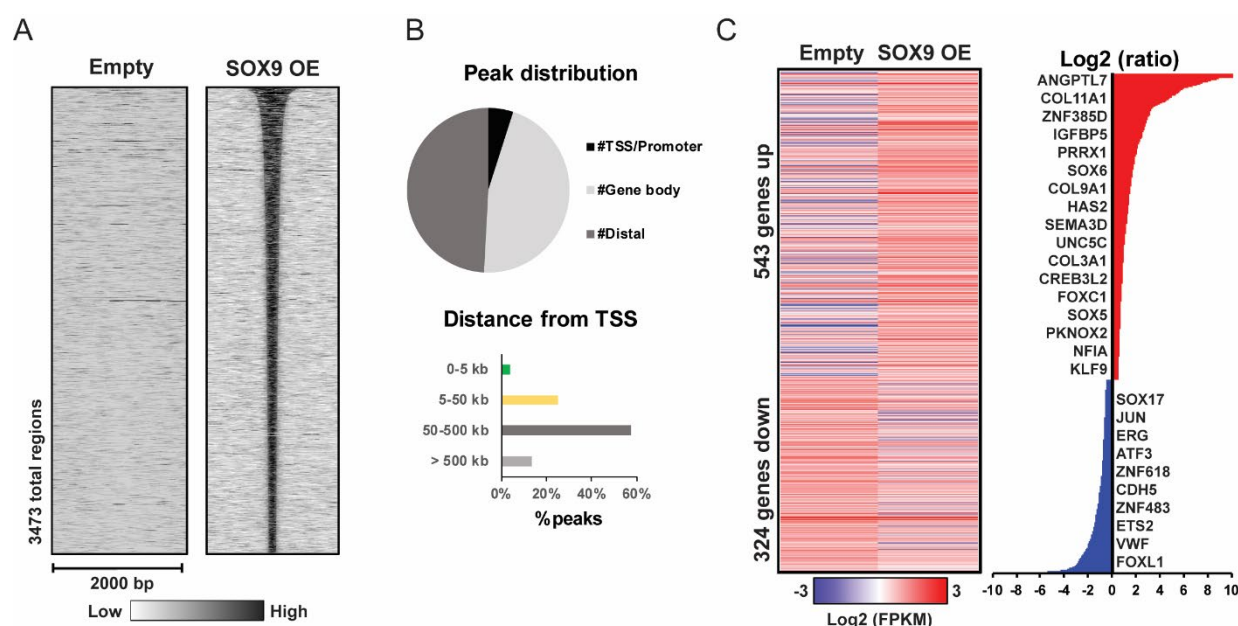 A
Empty
SOX9 OE
3473 total regions
2000 bp
Low
High
B
Peak distribution
#TSS/Promoter
#Gene body
#Distal
Distance from TSS
0-5 kb
5-50 kb
50-500 kb
> 500 kb
0%
20%
40%
60%
%peaks
C
Empty
SOX9 OE
543 genes up
324 genes down
-3
3
Log2 (FPKM)
Log2 (ratio)
ANGPTL7
COL11A1
ZNF385D
IGFBP5
PRRX1
SOX6
COL9A1
HAS2
SEMA3D
UNC5C
COL3A1
CREB3L2
FOXC1
SOX5
PKNOX2
NFIA
KLF9
SOX17
JUN
ERG
ATF3
ZNF618
CDH5
ZNF483
ETS2
VWF
FOXL1
-10 -8 -6 -4 -2 0 2 4 6 8 10